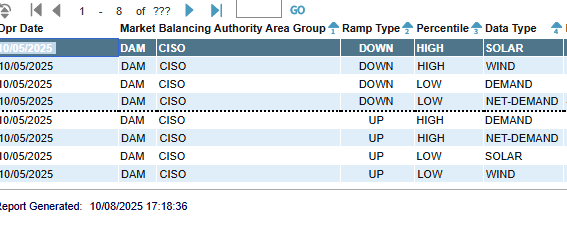 1 - 8 of ??? GO
Opr Date Market Balancing Authority Area Group 1 Ramp Type 2 Percentile 3 Data Type 4
10/05/2025 DAM CISO DOWN HIGH SOLAR
10/05/2025 DAM CISO DOWN HIGH WIND
10/05/2025 DAM CISO DOWN LOW DEMAND
10/05/2025 DAM CISO DOWN LOW NET-DEMAND
10/05/2025 DAM CISO UP HIGH DEMAND
10/05/2025 DAM CISO UP HIGH NET-DEMAND
10/05/2025 DAM CISO UP LOW SOLAR
10/05/2025 DAM CISO UP LOW WIND
Report Generated: 10/08/2025 17:18:36